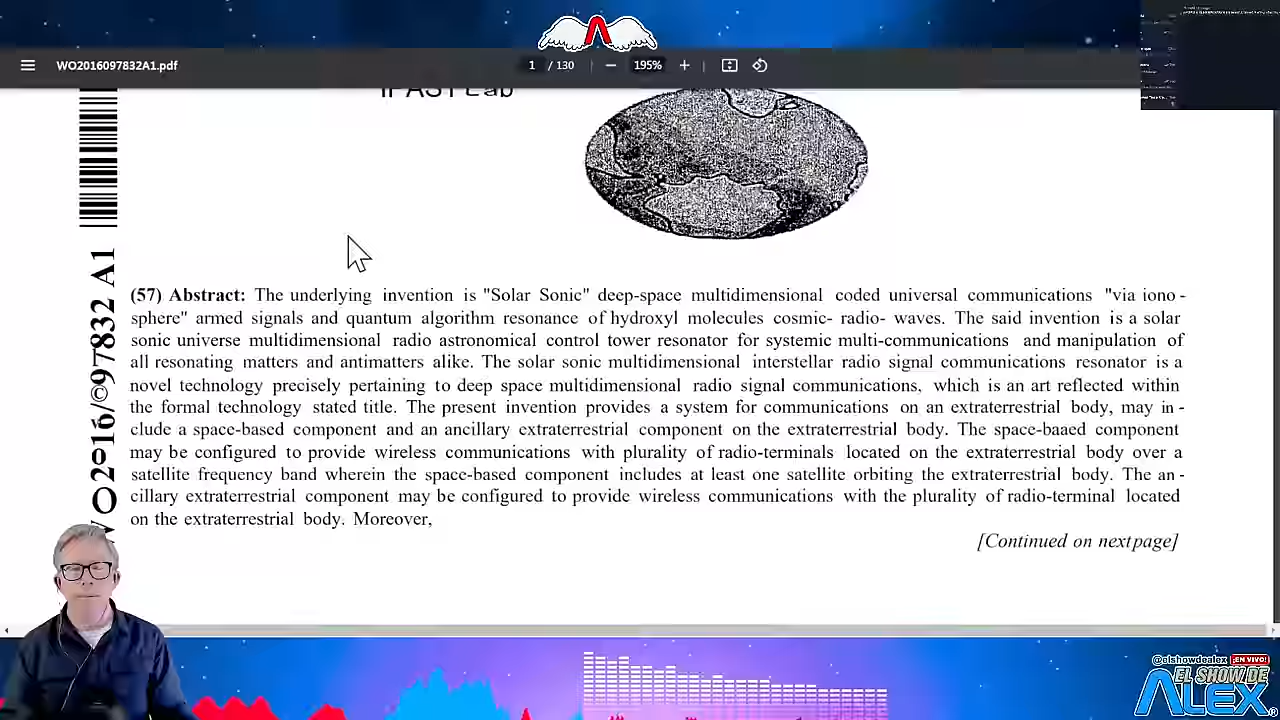 WO2016097832A1.pdf
1 / 130
195%
IPASTLab
WO 2016/097832 A1
(57) Abstract: The underlying invention is "Solar Sonic" deep-space multidimensional coded universal communications "via iono-
sphere" armed signals and quantum algorithm resonance of hydroxyl molecules cosmic- radio- waves. The said invention is a solar
sonic universe multidimensional radio astronomical control tower resonator for systemic multi-communications and manipulation of
all resonating matters and antimatters alike. The solar sonic multidimensional interstellar radio signal communications resonator is a
novel technology precisely pertaining to deep space multidimensional radio signal communications, which is an art reflected within
the formal technology stated title. The present invention provides a system for communications on an extraterrestrial body, may in-
clude a space-based component and an ancillary extraterrestrial component on the extraterrestrial body. The space-baaed component
may be configured to provide wireless communications with plurality of radio-terminals located on the extraterrestrial body over a
satellite frequency band wherein the space-based component includes at least one satellite orbiting the extraterrestrial body. The an-
cillary extraterrestrial component may be configured to provide wireless communications with the plurality of radio-terminal located
on the extraterrestrial body. Moreover,
[Continued on nextpage]
@elshowdealex ¡EN VIVO!
EL SHOW DE
ALEX